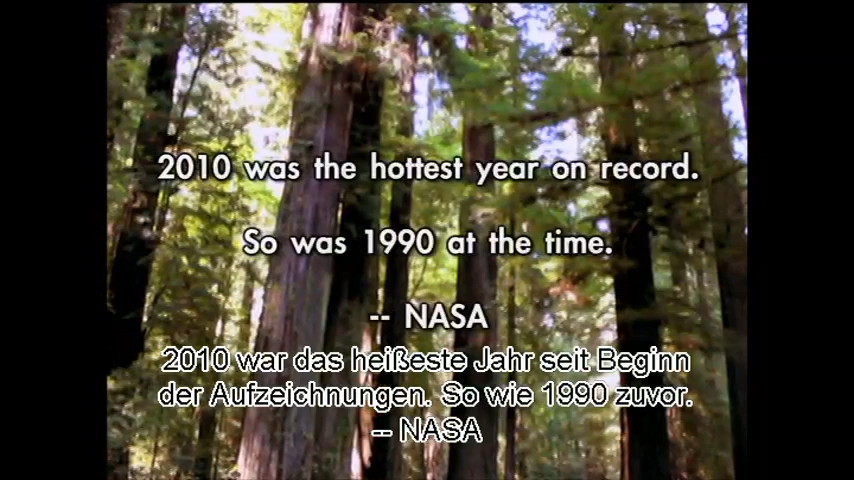 2010 was the hottest year on record.
So was 1990 at the time.
-- NASA
2010 war das heißeste Jahr seit Beginn
der Aufzeichnungen. So wie 1990 zuvor.
-- NASA